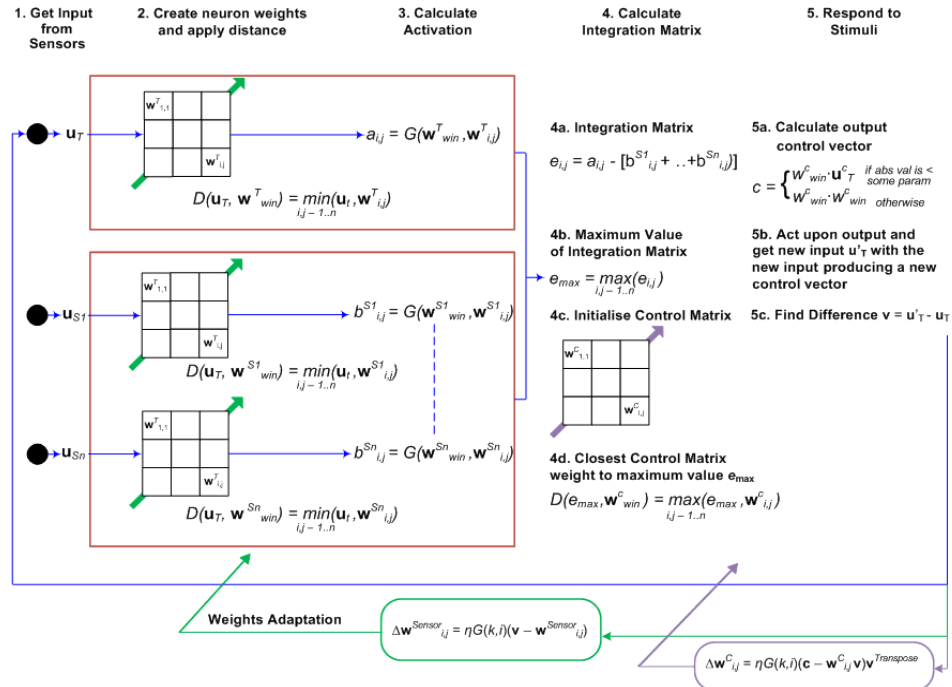 1. Get Input
from
Sensors
2. Create neuron weights
and apply distance
3. Calculate
Activation
4. Calculate
Integration Matrix
5. Respond to
Stimuli
u_T
w^T_1,1
w^T_i,j
a_i,j = G(w^T_win, w^T_i,j)
D(u_T, w^T_win) = min(u_t, w^T_i,j)
i,j – 1..n
u_S1
w^T_1,1
w^T_i,j
b^S1_i,j = G(w^S1_win, w^S1_i,j)
D(u_T, w^S1_win) = min(u_t, w^S1_i,j)
i,j – 1..n
u_Sn
w^T_1,1
w^T_i,j
b^Sn_i,j = G(w^Sn_win, w^Sn_i,j)
D(u_T, w^Sn_win) = min(u_t, w^Sn_i,j)
i,j – 1..n
4a. Integration Matrix
e_i,j = a_i,j - [b^S1_i,j + ..+b^Sn_i,j)]
4b. Maximum Value
of Integration Matrix
e_max = max(e_i,j)
i,j – 1..n
4c. Initialise Control Matrix
w^C_1,1
w^C_i,j
4d. Closest Control Matrix
weight to maximum value e_max
D(e_max, w^c_win) = max(e_max, w^c_i,j)
i,j – 1..n
5a. Calculate output
control vector
c = { w^c_win · u^c_T if abs val is < some param
w^c_win · w^c_win otherwise
5b. Act upon output and
get new input u'_T with the
new input producing a new
control vector
5c. Find Difference v = u'_T - u_T
Weights Adaptation
Δw^Sensor_i,j = ηG(k,i)(v – w^Sensor_i,j)
Δw^C_i,j = ηG(k,i)(c – w^C_i,j v)v^Transpose